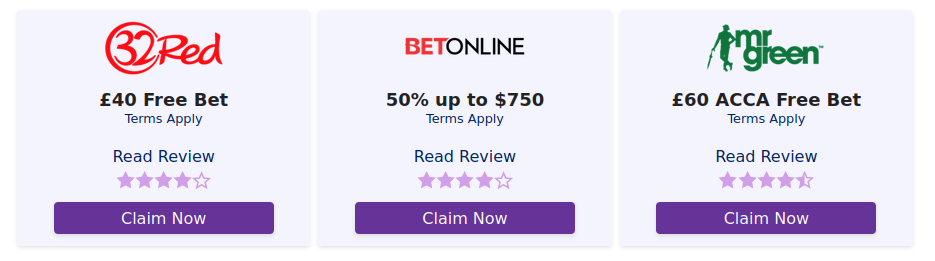 32Red
£40 Free Bet
Terms Apply
Read Review
Claim Now
BETONLINE
50% up to $750
Terms Apply
Read Review
Claim Now
mr green™
£60 ACCA Free Bet
Terms Apply
Read Review
Claim Now